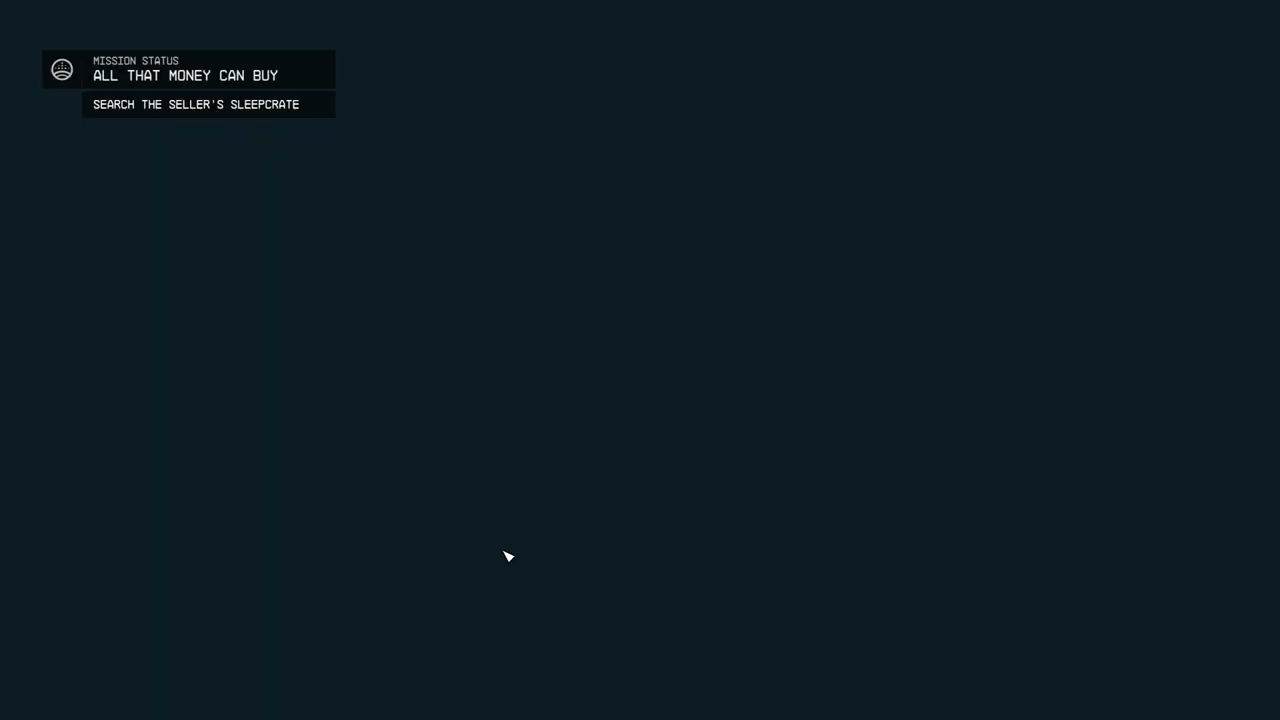 MISSION STATUS
ALL THAT MONEY CAN BUY
SEARCH THE SELLER'S SLEEPCRATE